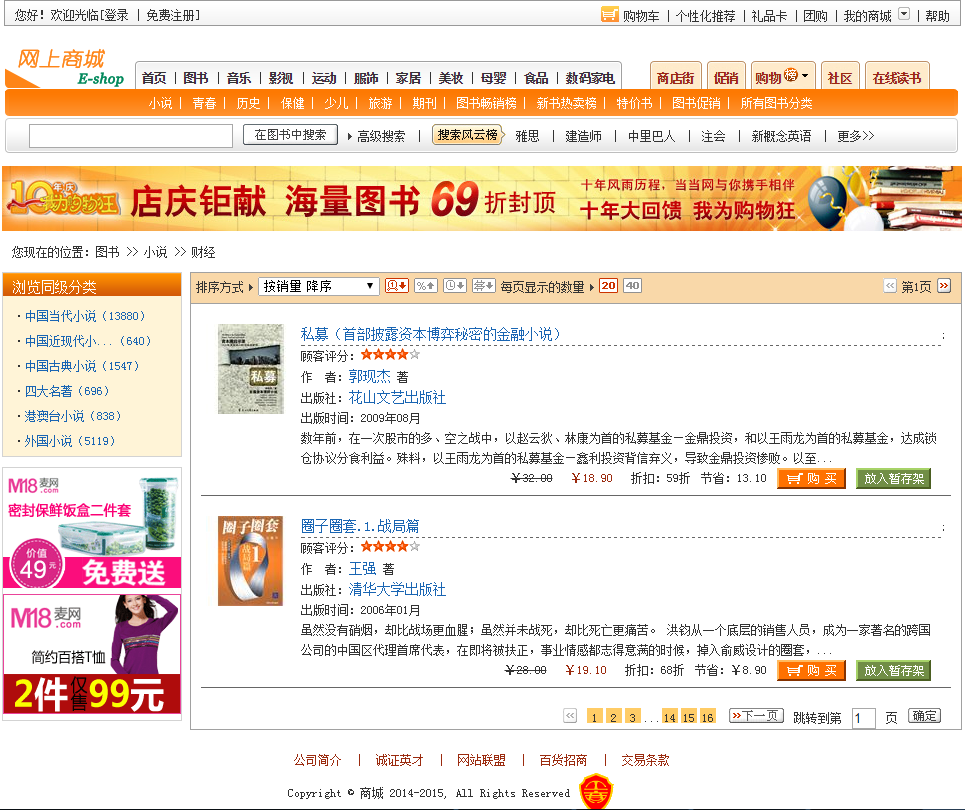 您好！欢迎光临[登录 | 免费注册]
购物车 | 个性化推荐 | 礼品卡 | 团购 | 我的商城 | 帮助
网上商城
E-shop
首页 | 图书 | 音乐 | 影视 | 运动 | 服饰 | 家居 | 美妆 | 母婴 | 食品 | 数码家电
商店街 促销 购物榜 社区 在线读书
小说 | 青春 | 历史 | 保健 | 少儿 | 旅游 | 期刊 | 图书畅销榜 | 新书热卖榜 | 特价书 | 图书促销 | 所有图书分类
在图书中搜索 高级搜索 | 搜索风云榜 雅思 | 建造师 | 中里巴人 | 注会 | 新概念英语 | 更多>>
10年庆 店庆钜献 海量图书 69折封顶
为购物狂
十年风雨历程，当当网与你携手相伴
十年大回馈 我为购物狂
您现在的位置：图书 >> 小说 >> 财经
浏览同级分类
·中国当代小说（13880）
·中国近现代小...（640）
·中国古典小说（1547）
·四大名著（696）
·港澳台小说（838）
·外国小说（5119）
M18麦网
.com
密封保鲜饭盒二件套
价值
49元
免费送
M18麦网
.com
简约百搭T恤
2件仅售99元
排序方式 按销量 降序 每页显示的数量 20 40 << 第1页 >>
私募
私募（首部披露资本博弈秘密的金融小说） ;
顾客评分：★★★★☆
作 者：郭现杰 著
出版社：花山文艺出版社
出版时间：2009年08月
数年前，在一次股市的多、空之战中，以赵云狄、林康为首的私募基金—金鼎投资，和以王雨龙为首的私募基金，达成锁
仓协议分食利益。殊料，以王雨龙为首的私募基金—鑫利投资背信弃义，导致金鼎投资惨败。以至...
￥32.00 ￥18.90 折扣：59折 节省：13.10 购 买 放入暂存架
圈子圈套
1
战局篇
圈子圈套.1.战局篇 ;
顾客评分：★★★★☆
作 者：王强 著
出版社：清华大学出版社
出版时间：2006年01月
虽然没有硝烟，却比战场更血腥；虽然并未战死，却比死亡更痛苦。 洪钧从一个底层的销售人员，成为一家著名的跨国
公司的中国区代理首席代表，在即将被扶正，事业情感都志得意满的时候，掉入俞威设计的圈套，...
￥28.00 ￥19.10 折扣：68折 节省：￥8.90 购 买 放入暂存架
<< 1 2 3 ... 14 15 16 >>下一页 跳转到第 1 页 确定
公司简介 | 诚证英才 | 网站联盟 | 百货招商 | 交易条款
Copyright © 商城 2014-2015, All Rights Reserved